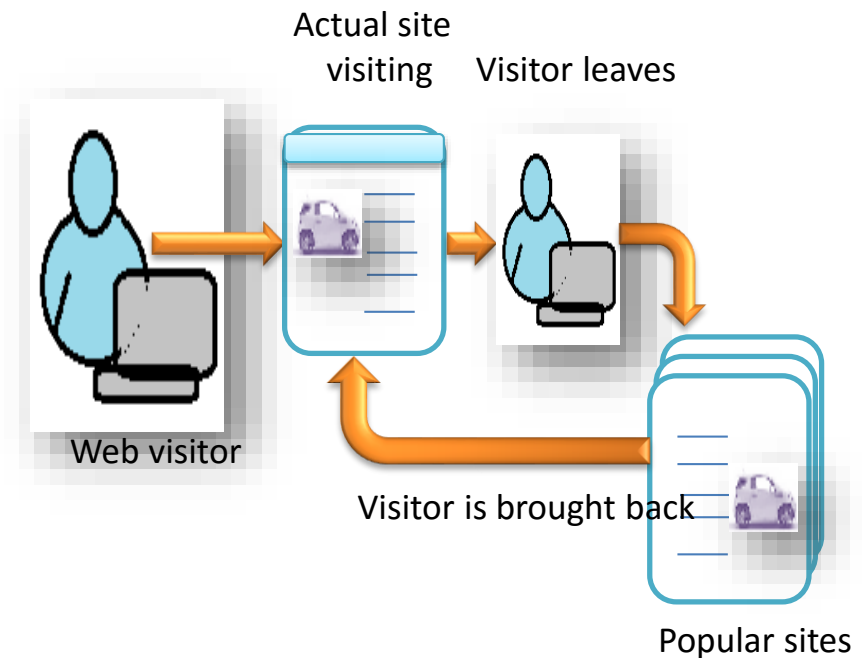 Actual site
visiting
Visitor leaves
Web visitor
Visitor is brought back
Popular sites